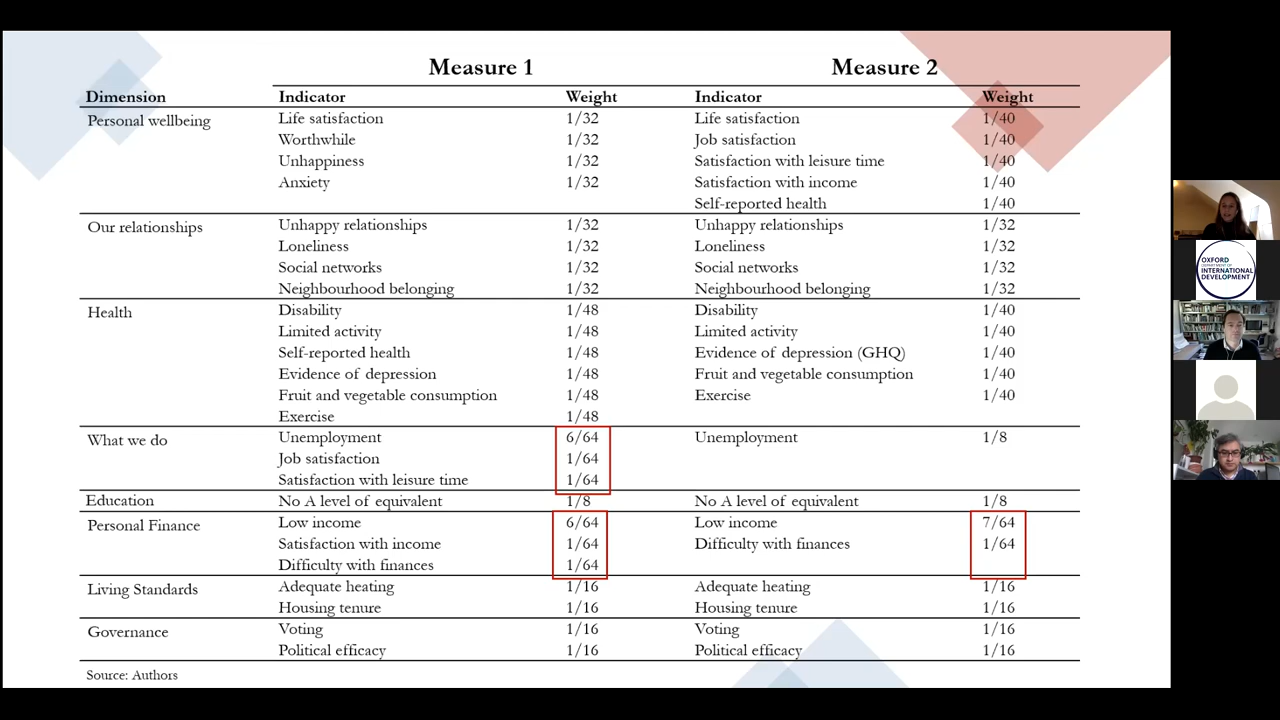 Measure 1 Measure 2
Dimension Indicator Weight Indicator Weight
Personal wellbeing Life satisfaction 1/32 Life satisfaction 1/40
Worthwhile 1/32 Job satisfaction 1/40
Unhappiness 1/32 Satisfaction with leisure time 1/40
Anxiety 1/32 Satisfaction with income 1/40
Self-reported health 1/40
Our relationships Unhappy relationships 1/32 Unhappy relationships 1/32
Loneliness 1/32 Loneliness 1/32
Social networks 1/32 Social networks 1/32
Neighbourhood belonging 1/32 Neighbourhood belonging 1/32
Health Disability 1/48 Disability 1/40
Limited activity 1/48 Limited activity 1/40
Self-reported health 1/48 Evidence of depression (GHQ) 1/40
Evidence of depression 1/48 Fruit and vegetable consumption 1/40
Fruit and vegetable consumption 1/48 Exercise 1/40
Exercise 1/48
What we do Unemployment 6/64 Unemployment 1/8
Job satisfaction 1/64
Satisfaction with leisure time 1/64
Education No A level of equivalent 1/8 No A level of equivalent 1/8
Personal Finance Low income 6/64 Low income 7/64
Satisfaction with income 1/64 Difficulty with finances 1/64
Difficulty with finances 1/64
Living Standards Adequate heating 1/16 Adequate heating 1/16
Housing tenure 1/16 Housing tenure 1/16
Governance Voting 1/16 Voting 1/16
Political efficacy 1/16 Political efficacy 1/16
Source: Authors
OXFORD
DEPARTMENT OF
INTERNATIONAL
DEVELOPMENT